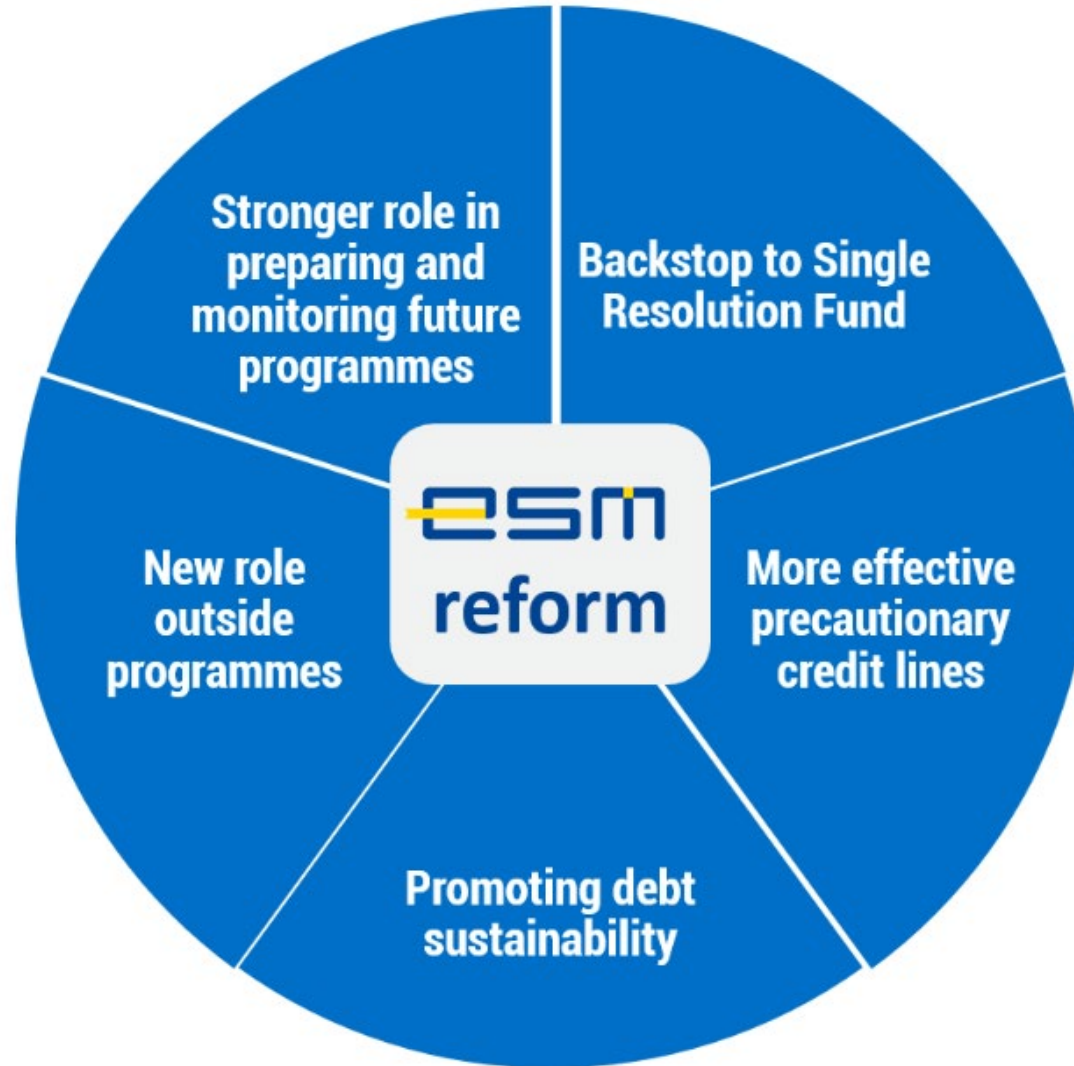 Stronger role in
preparing and
monitoring future
programmes
Backstop to Single
Resolution Fund
esm
reform
New role
outside
programmes
More effective
precautionary
credit lines
Promoting debt
sustainability